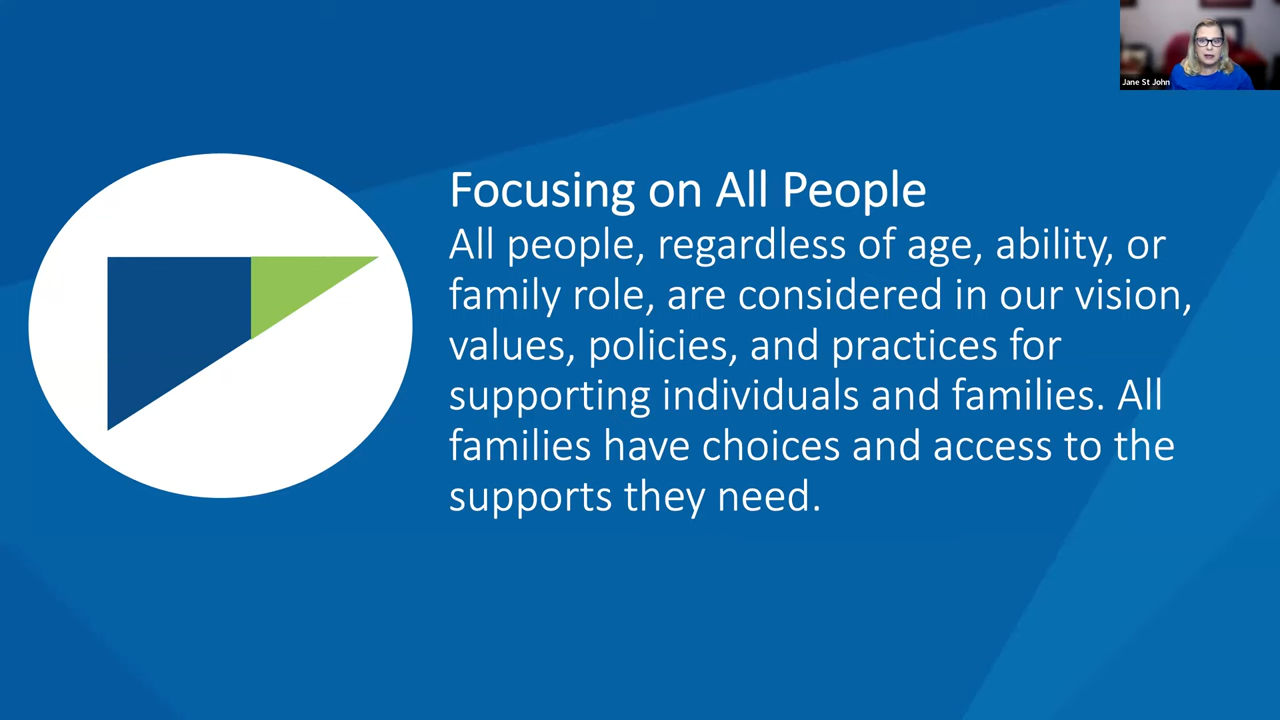 Jane St John
Focusing on All People
All people, regardless of age, ability, or
family role, are considered in our vision,
values, policies, and practices for
supporting individuals and families. All
families have choices and access to the
supports they need.